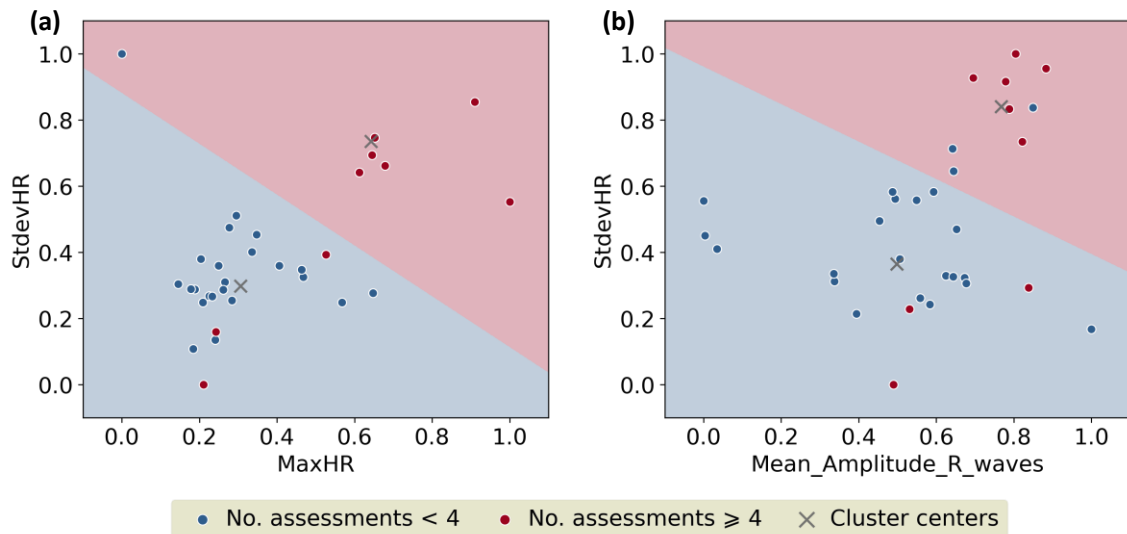 (a)
(b)
StdevHR
1.0
0.8
0.6
0.4
0.2
0.0
0.0 0.2 0.4 0.6 0.8 1.0
MaxHR
StdevHR
1.0
0.8
0.6
0.4
0.2
0.0
0.0 0.2 0.4 0.6 0.8 1.0
Mean_Amplitude_R_waves
No. assessments < 4 No. assessments ⩾ 4 Cluster centers